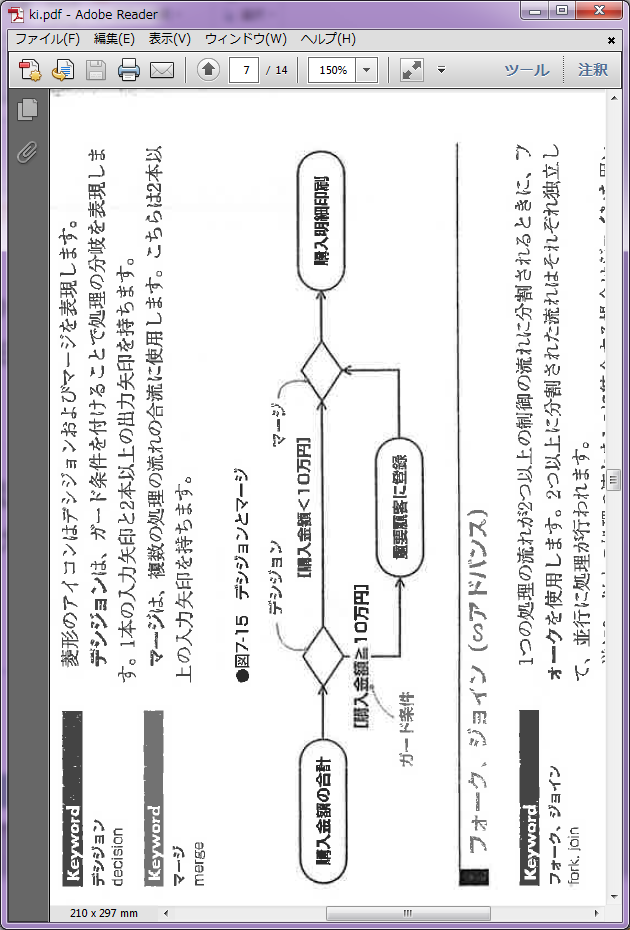 ki.pdf - Adobe Reader
ファイル(F) 編集(E) 表示(V) ウィンドウ(W) ヘルプ(H)
7 / 14 150% ツール 注釈
菱形のアイコンはデシジョンおよびマージを表現します。
Keyword
デシジョン
decision
デシジョンは、ガード条件を付けることで処理の分岐を表現しま
す。1本の入力矢印と2本以上の出力矢印を持ちます。
Keyword
マージ
merge
マージは、複数の処理の流れの合流に使用します。こちらは2本以
上の入力矢印を持ちます。
●図7-15 デシジョンとマージ
デシジョン
マージ
購入金額の合計
[購入金額<10万円]
購入明細印刷
[購入金額≧10万円]
重要顧客に登録
ガード条件
フォーク、ジョイン (∽アドバンス)
Keyword
フォーク、ジョイン
fork, join
1つの処理の流れが2つ以上の制御の流れに分割されるときに、フ
ォークを使用します。2つ以上に分割された流れはそれぞれ独立し
て、並行に処理が行われます。
210 x 297 mm